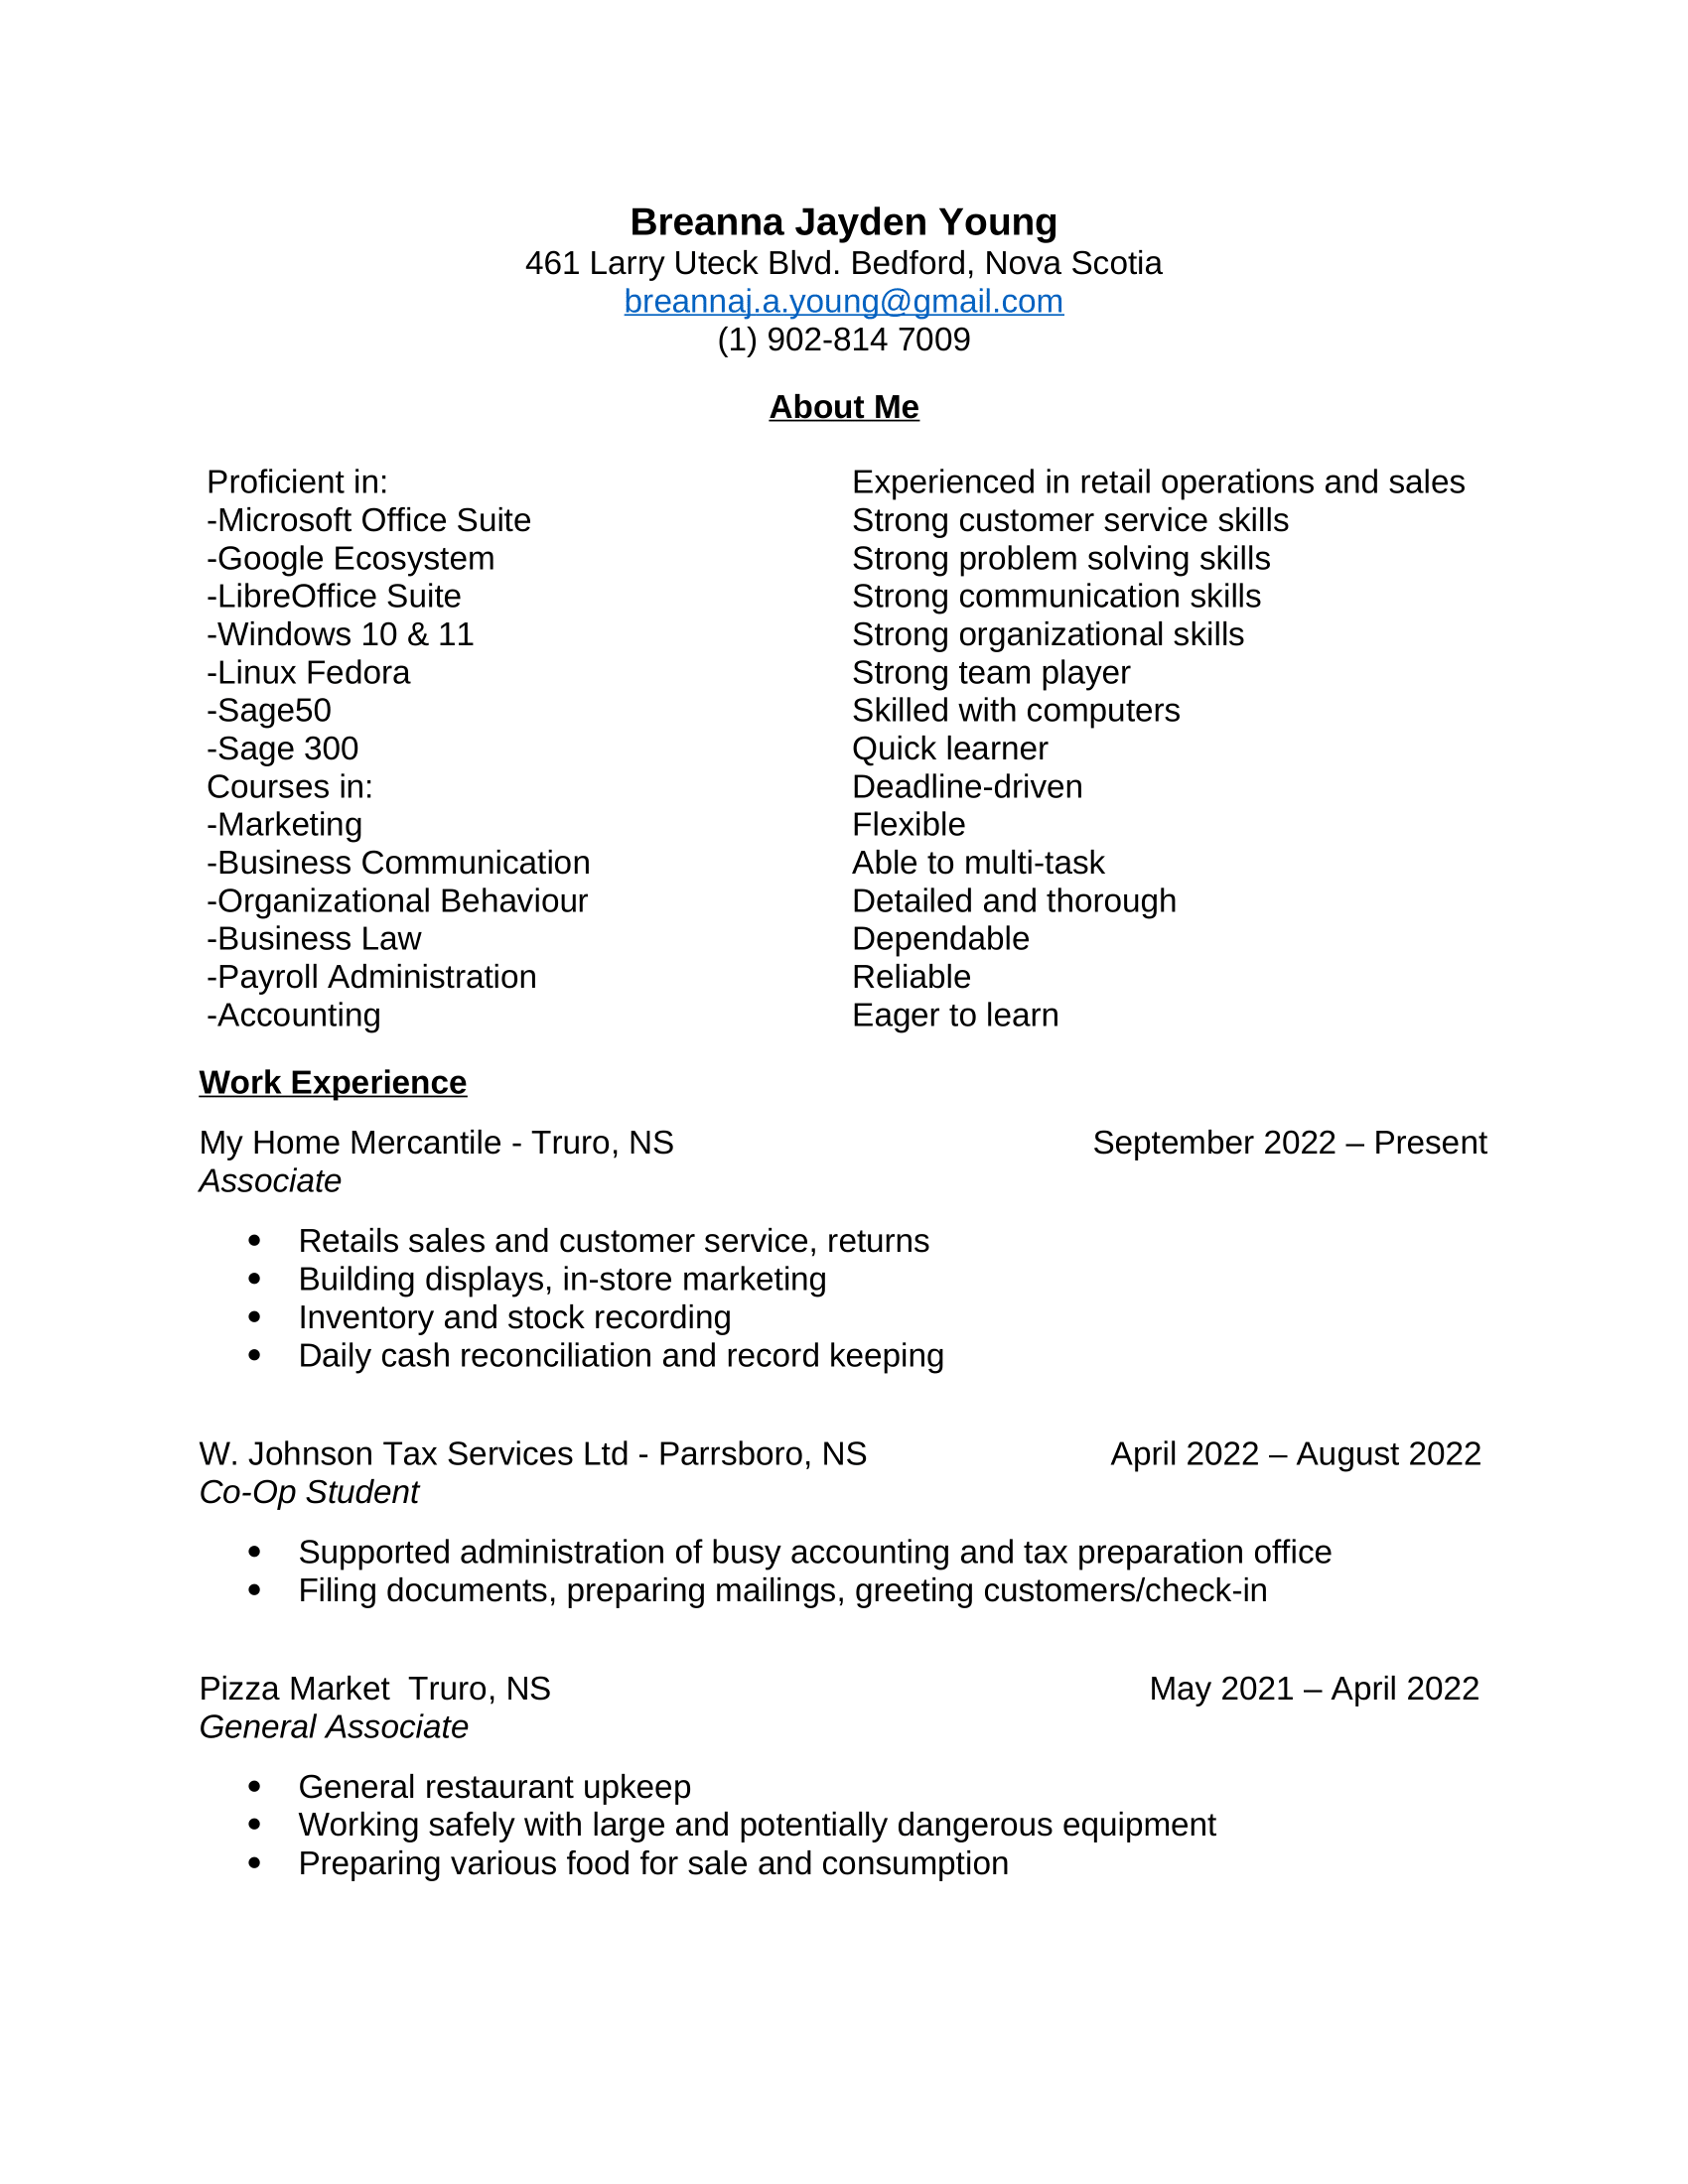 Breanna Jayden Young
461 Larry Uteck Blvd. Bedford, Nova Scotia
breannaj.a.young@gmail.com
(1) 902-814 7009
About Me
Proficient in:
-Microsoft Office Suite
-Google Ecosystem
-LibreOffice Suite
-Windows 10 & 11
-Linux Fedora
-Sage50
-Sage 300
Courses in:
-Marketing
-Business Communication
-Organizational Behaviour
-Business Law
-Payroll Administration
-Accounting
Experienced in retail operations and sales
Strong customer service skills
Strong problem solving skills
Strong communication skills
Strong organizational skills
Strong team player
Skilled with computers
Quick learner
Deadline-driven
Flexible
Able to multi-task
Detailed and thorough
Dependable
Reliable
Eager to learn
Work Experience
My Home Mercantile - Truro, NS September 2022 – Present
Associate
• Retails sales and customer service, returns
• Building displays, in-store marketing
• Inventory and stock recording
• Daily cash reconciliation and record keeping
W. Johnson Tax Services Ltd - Parrsboro, NS April 2022 – August 2022
Co-Op Student
• Supported administration of busy accounting and tax preparation office
• Filing documents, preparing mailings, greeting customers/check-in
Pizza Market  Truro, NS May 2021 – April 2022
General Associate
• General restaurant upkeep
• Working safely with large and potentially dangerous equipment
• Preparing various food for sale and consumption